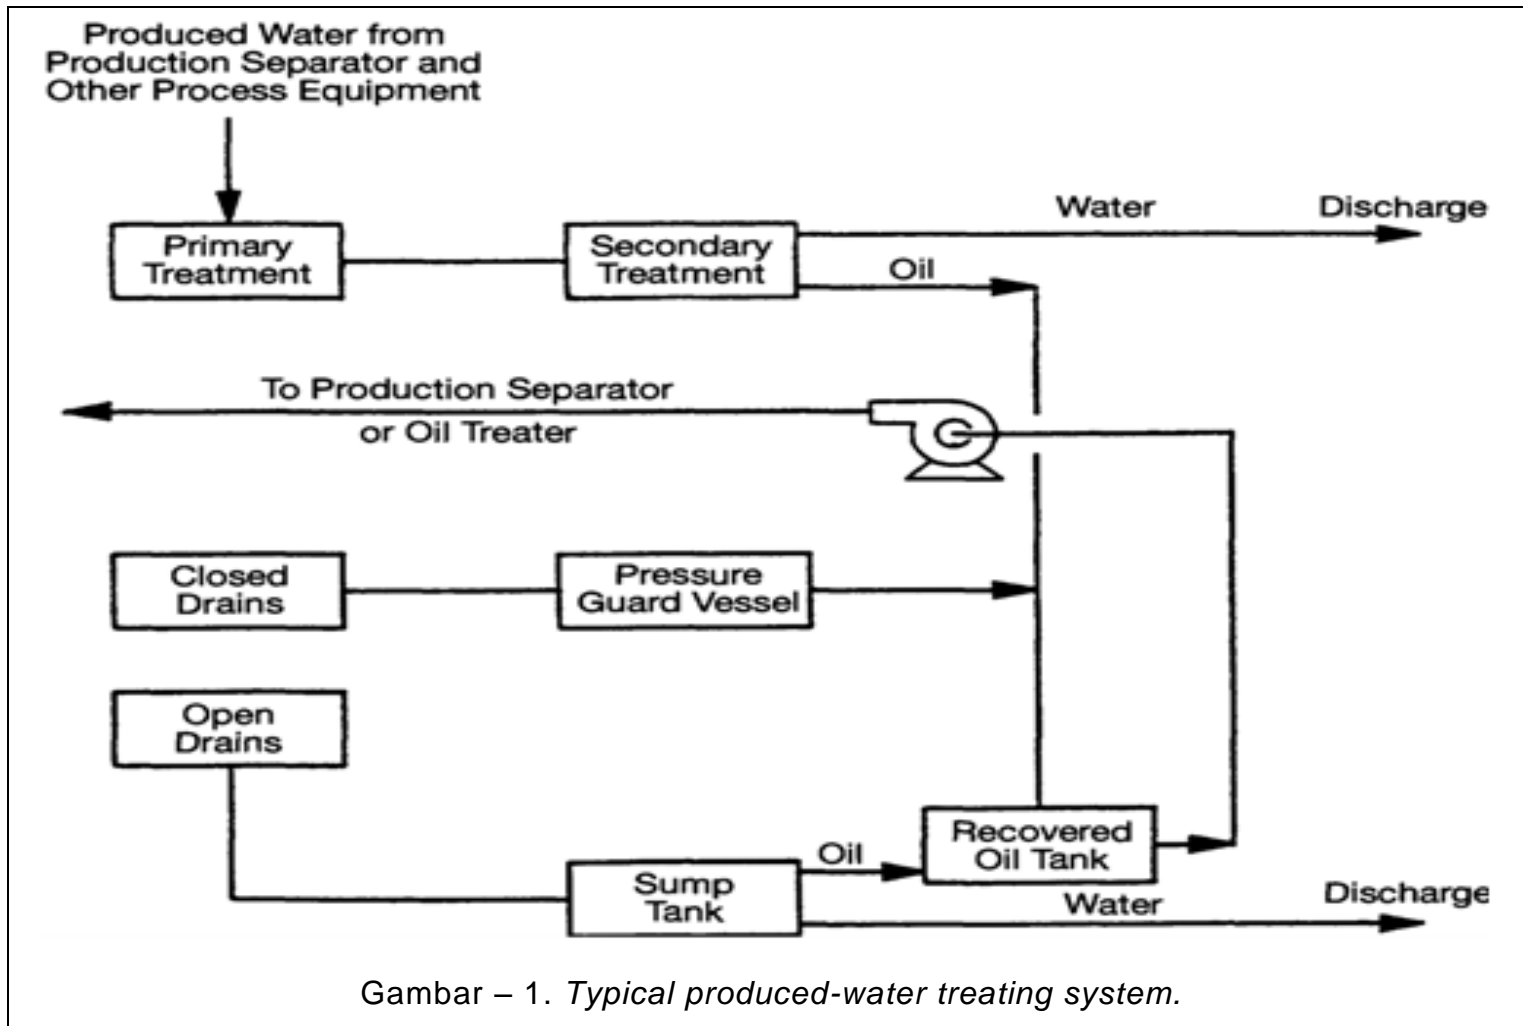 Produced Water from
Production Separator and
Other Process Equipment
Primary
Treatment
Secondary
Treatment
Water
Discharge
Oil
To Production Separator
or Oil Treater
Closed
Drains
Pressure
Guard Vessel
Open
Drains
Sump
Tank
Oil
Recovered
Oil Tank
Water
Discharge
Gambar – 1. Typical produced-water treating system.